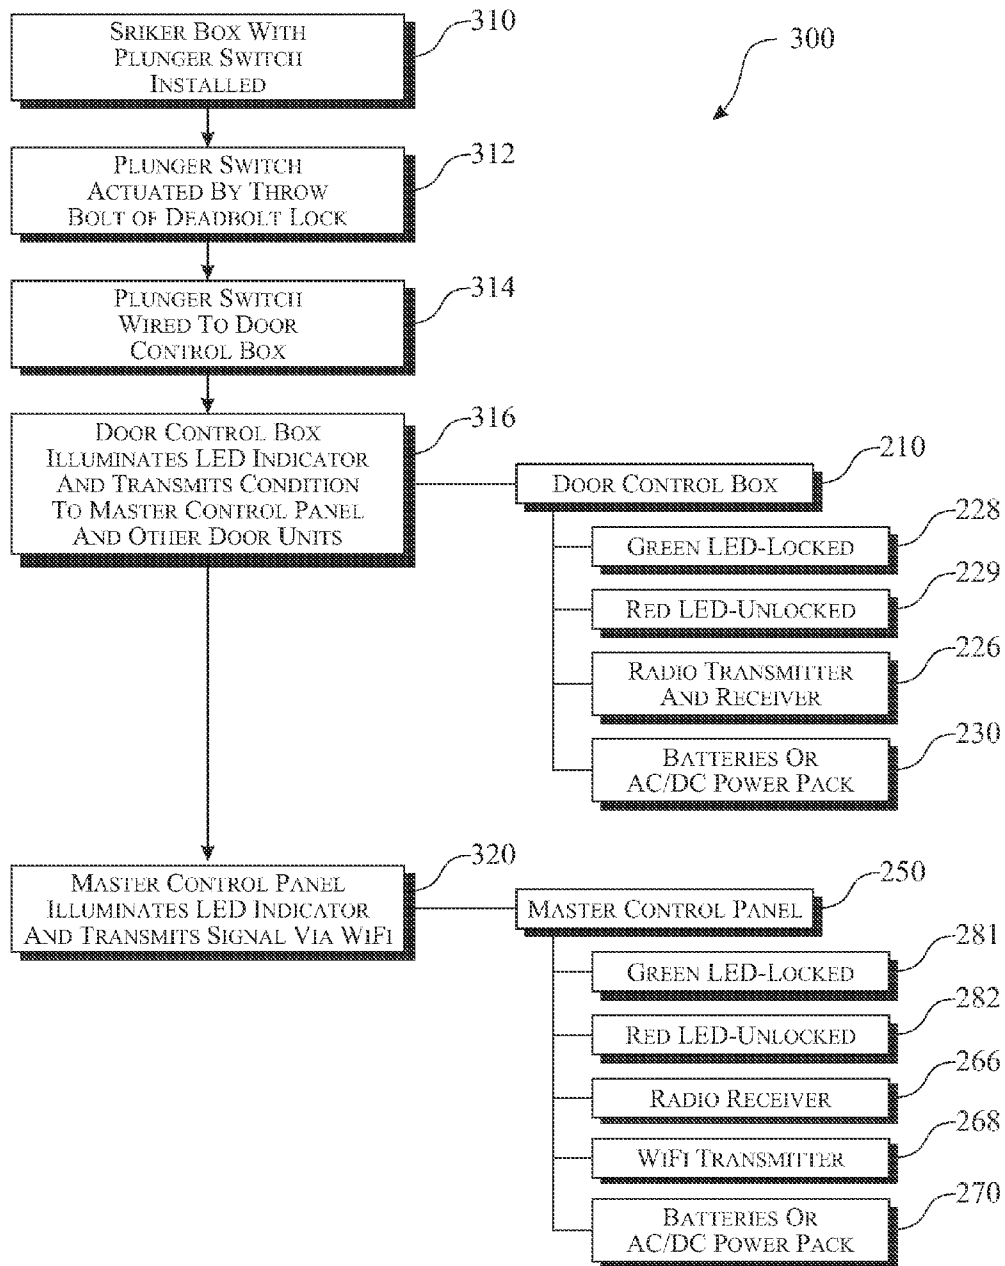 310
SRIKER BOX WITH
PLUNGER SWITCH
INSTALLED
300
312
PLUNGER SWITCH
ACTUATED BY THROW
BOLT OF DEADBOLT LOCK
314
PLUNGER SWITCH
WIRED TO DOOR
CONTROL BOX
316
DOOR CONTROL BOX
ILLUMINATES LED INDICATOR
AND TRANSMITS CONDITION
TO MASTER CONTROL PANEL
AND OTHER DOOR UNITS
210
DOOR CONTROL BOX
228
GREEN LED-LOCKED
229
RED LED-UNLOCKED
226
RADIO TRANSMITTER
AND RECEIVER
230
BATTERIES OR
AC/DC POWER PACK
320
MASTER CONTROL PANEL
ILLUMINATES LED INDICATOR
AND TRANSMITS SIGNAL VIA WIFI
250
MASTER CONTROL PANEL
281
GREEN LED-LOCKED
282
RED LED-UNLOCKED
266
RADIO RECEIVER
268
WIFI TRANSMITTER
270
BATTERIES OR
AC/DC POWER PACK